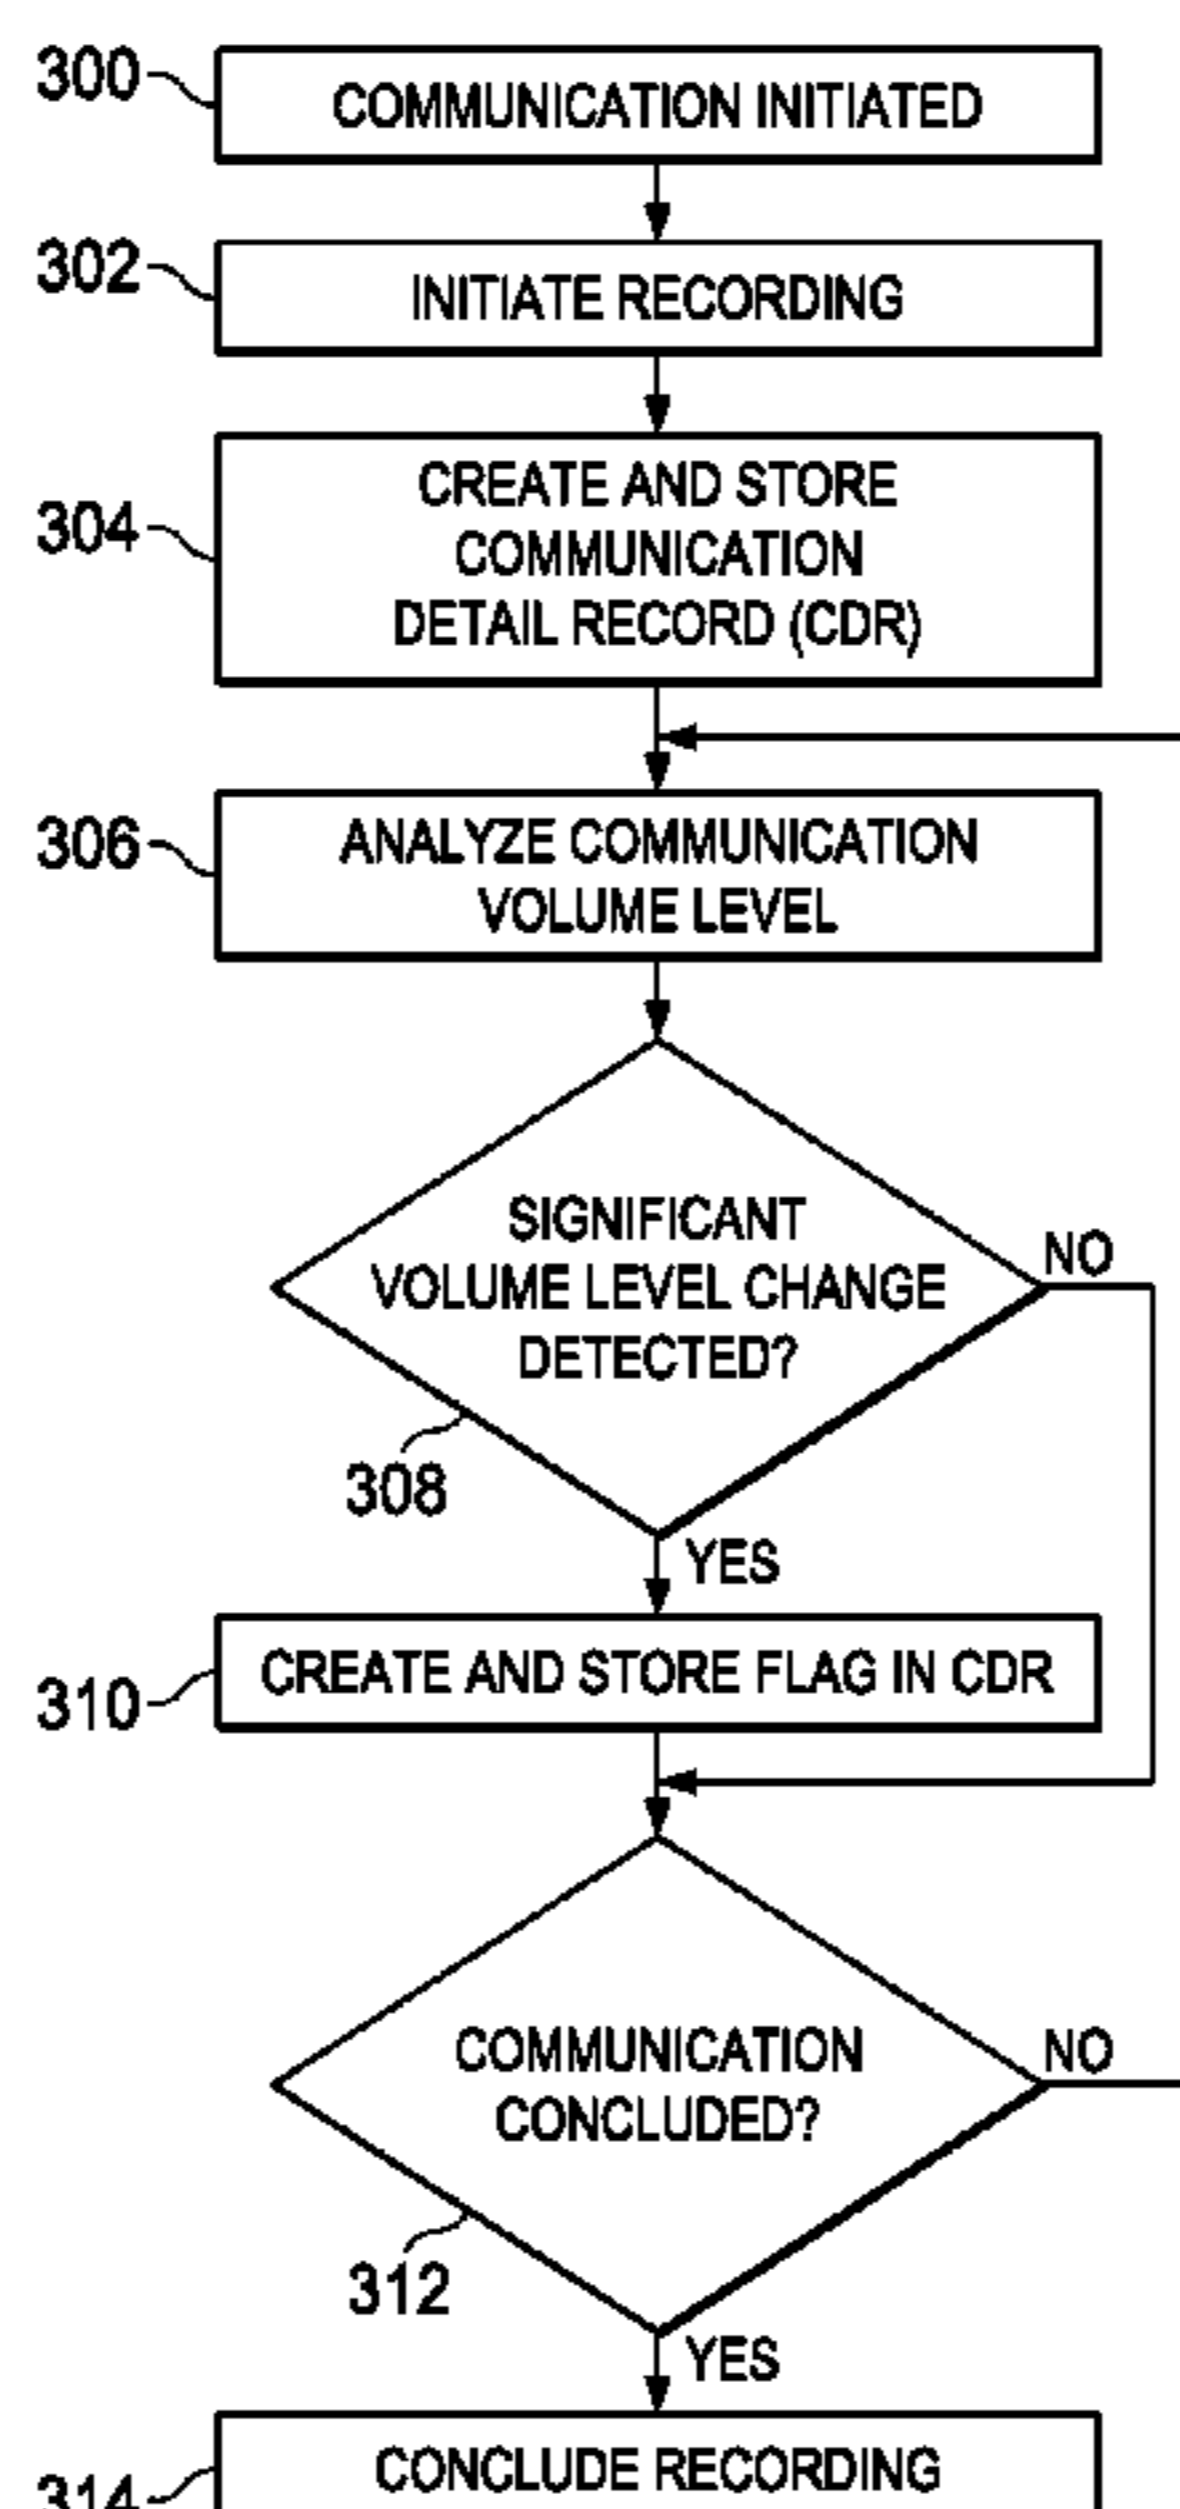 300
COMMUNICATION INITIATED
302
INITIATE RECORDING
304
CREATE AND STORE
COMMUNICATION
DETAIL RECORD (CDR)
306
ANALYZE COMMUNICATION
VOLUME LEVEL
SIGNIFICANT
VOLUME LEVEL CHANGE
DETECTED?
NO
308
YES
310
CREATE AND STORE FLAG IN CDR
COMMUNICATION
CONCLUDED?
NO
312
YES
CONCLUDE RECORDING
314